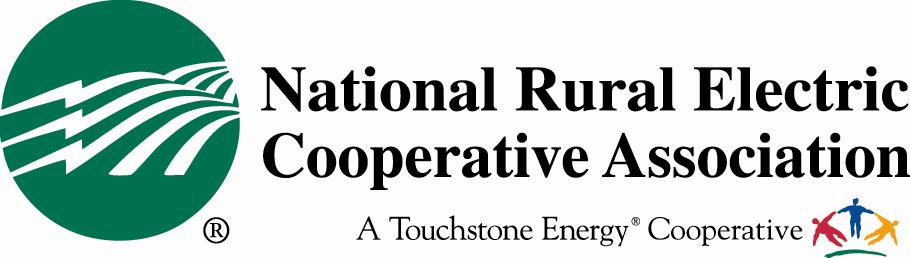 National Rural Electric
Cooperative Association
®
A Touchstone Energy® Cooperative